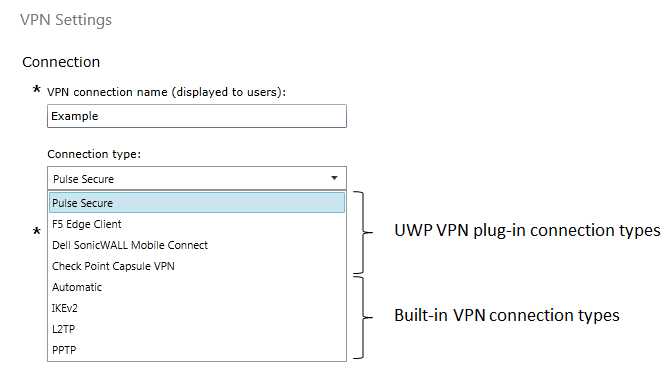 VPN Settings
Connection
* VPN connection name (displayed to users):
Example
Connection type:
Pulse Secure
Pulse Secure
* F5 Edge Client
Dell SonicWALL Mobile Connect
Check Point Capsule VPN
UWP VPN plug-in connection types
Automatic
IKEv2
L2TP
PPTP
Built-in VPN connection types